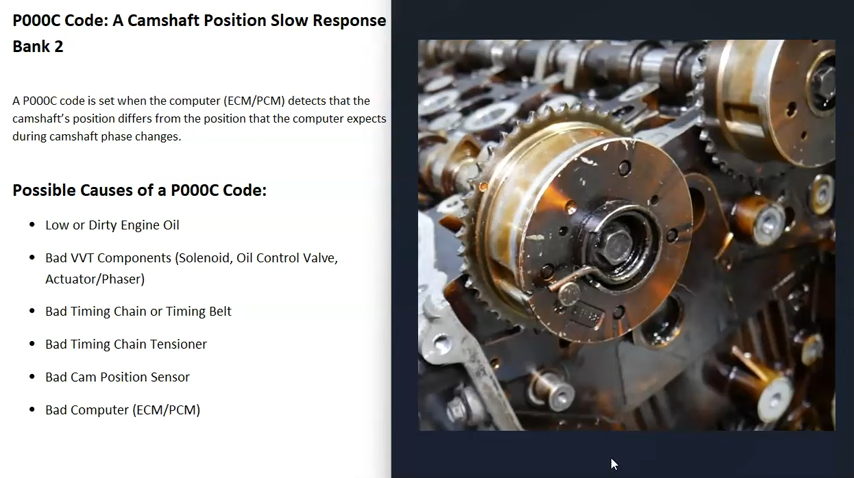 P000C Code: A Camshaft Position Slow Response
Bank 2
A P000C code is set when the computer (ECM/PCM) detects that the
camshaft's position differs from the position that the computer expects
during camshaft phase changes.
Possible Causes of a P000C Code:
• Low or Dirty Engine Oil
• Bad VVT Components (Solenoid, Oil Control Valve,
Actuator/Phaser)
• Bad Timing Chain or Timing Belt
• Bad Timing Chain Tensioner
• Bad Cam Position Sensor
• Bad Computer (ECM/PCM)